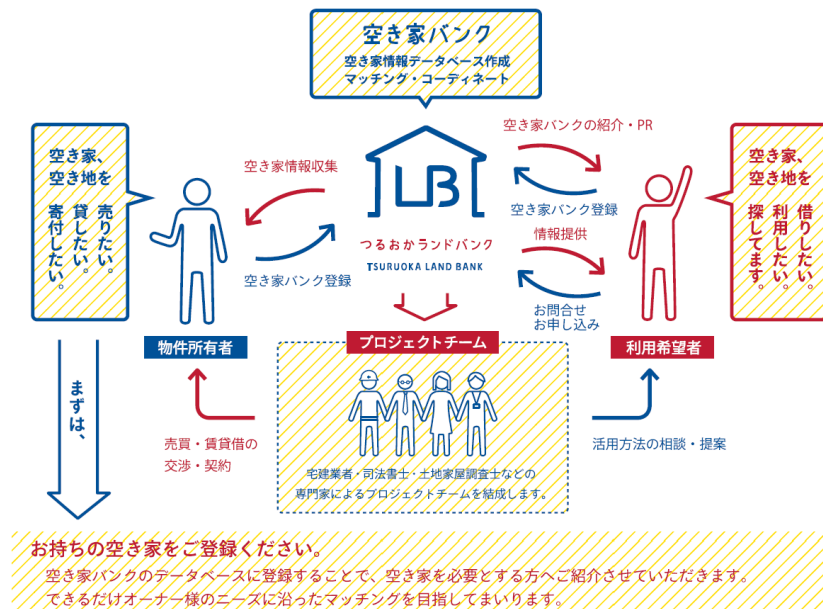 空き家バンク
空き家情報データベース作成
マッチング・コーディネート
空き家、
空き地を
売りたい。
貸したい。
寄付したい。
空き家情報収集
空き家バンク登録
LB
つるおかランドバンク
TSURUOKA LAND BANK
空き家バンクの紹介・PR
空き家バンク登録
情報提供
お問合せ
お申し込み
空き家、
空き地を
借りたい。
利用したい。
探してます。
物件所有者
プロジェクトチーム
利用希望者
まずは、
売買・賃貸借の
交渉・契約
宅建業者・司法書士・土地家屋調査士などの
専門家によるプロジェクトチームを結成します。
活用方法の相談・提案
お持ちの空き家をご登録ください。
空き家バンクのデータベースに登録することで、空き家を必要とする方へご紹介させていただきます。
できるだけオーナー様のニーズに沿ったマッチングを目指してまいります。